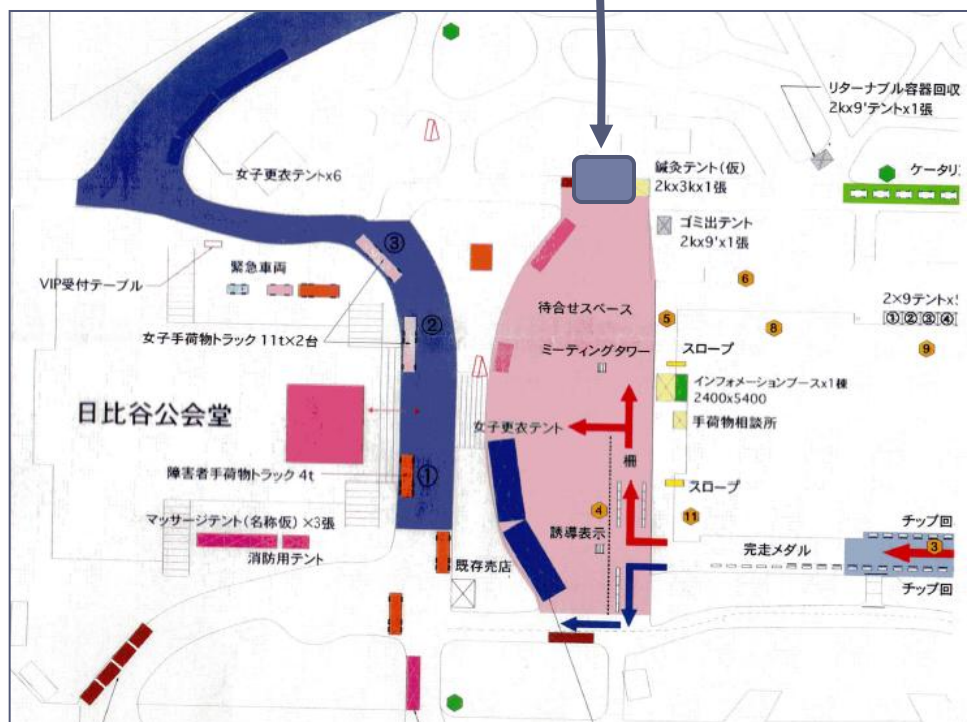 リターナブル容器回収
2kx9'テントx1張
鍼灸テント(仮)
2kx3kx1張
ケータリ
女子更衣テントx6
ゴミ出テント
2kx9'x1張
③
VIP受付テーブル
緊急車両
6
待合せスペース
2×9テント×
①②③④
5
8
②
女子手荷物トラック 11t×2台
ミーティングタワー
スロープ
9
インフォメーションブースx1棟
2400x5400
日比谷公会堂
女子更衣テント
手荷物相談所
柵
障害者手荷物トラック 4t
①
スロープ
4
11
マッサージテント(名称仮)×3張
消防用テント
誘導表示
チップ回
既存売店
完走メダル
3
チップ回